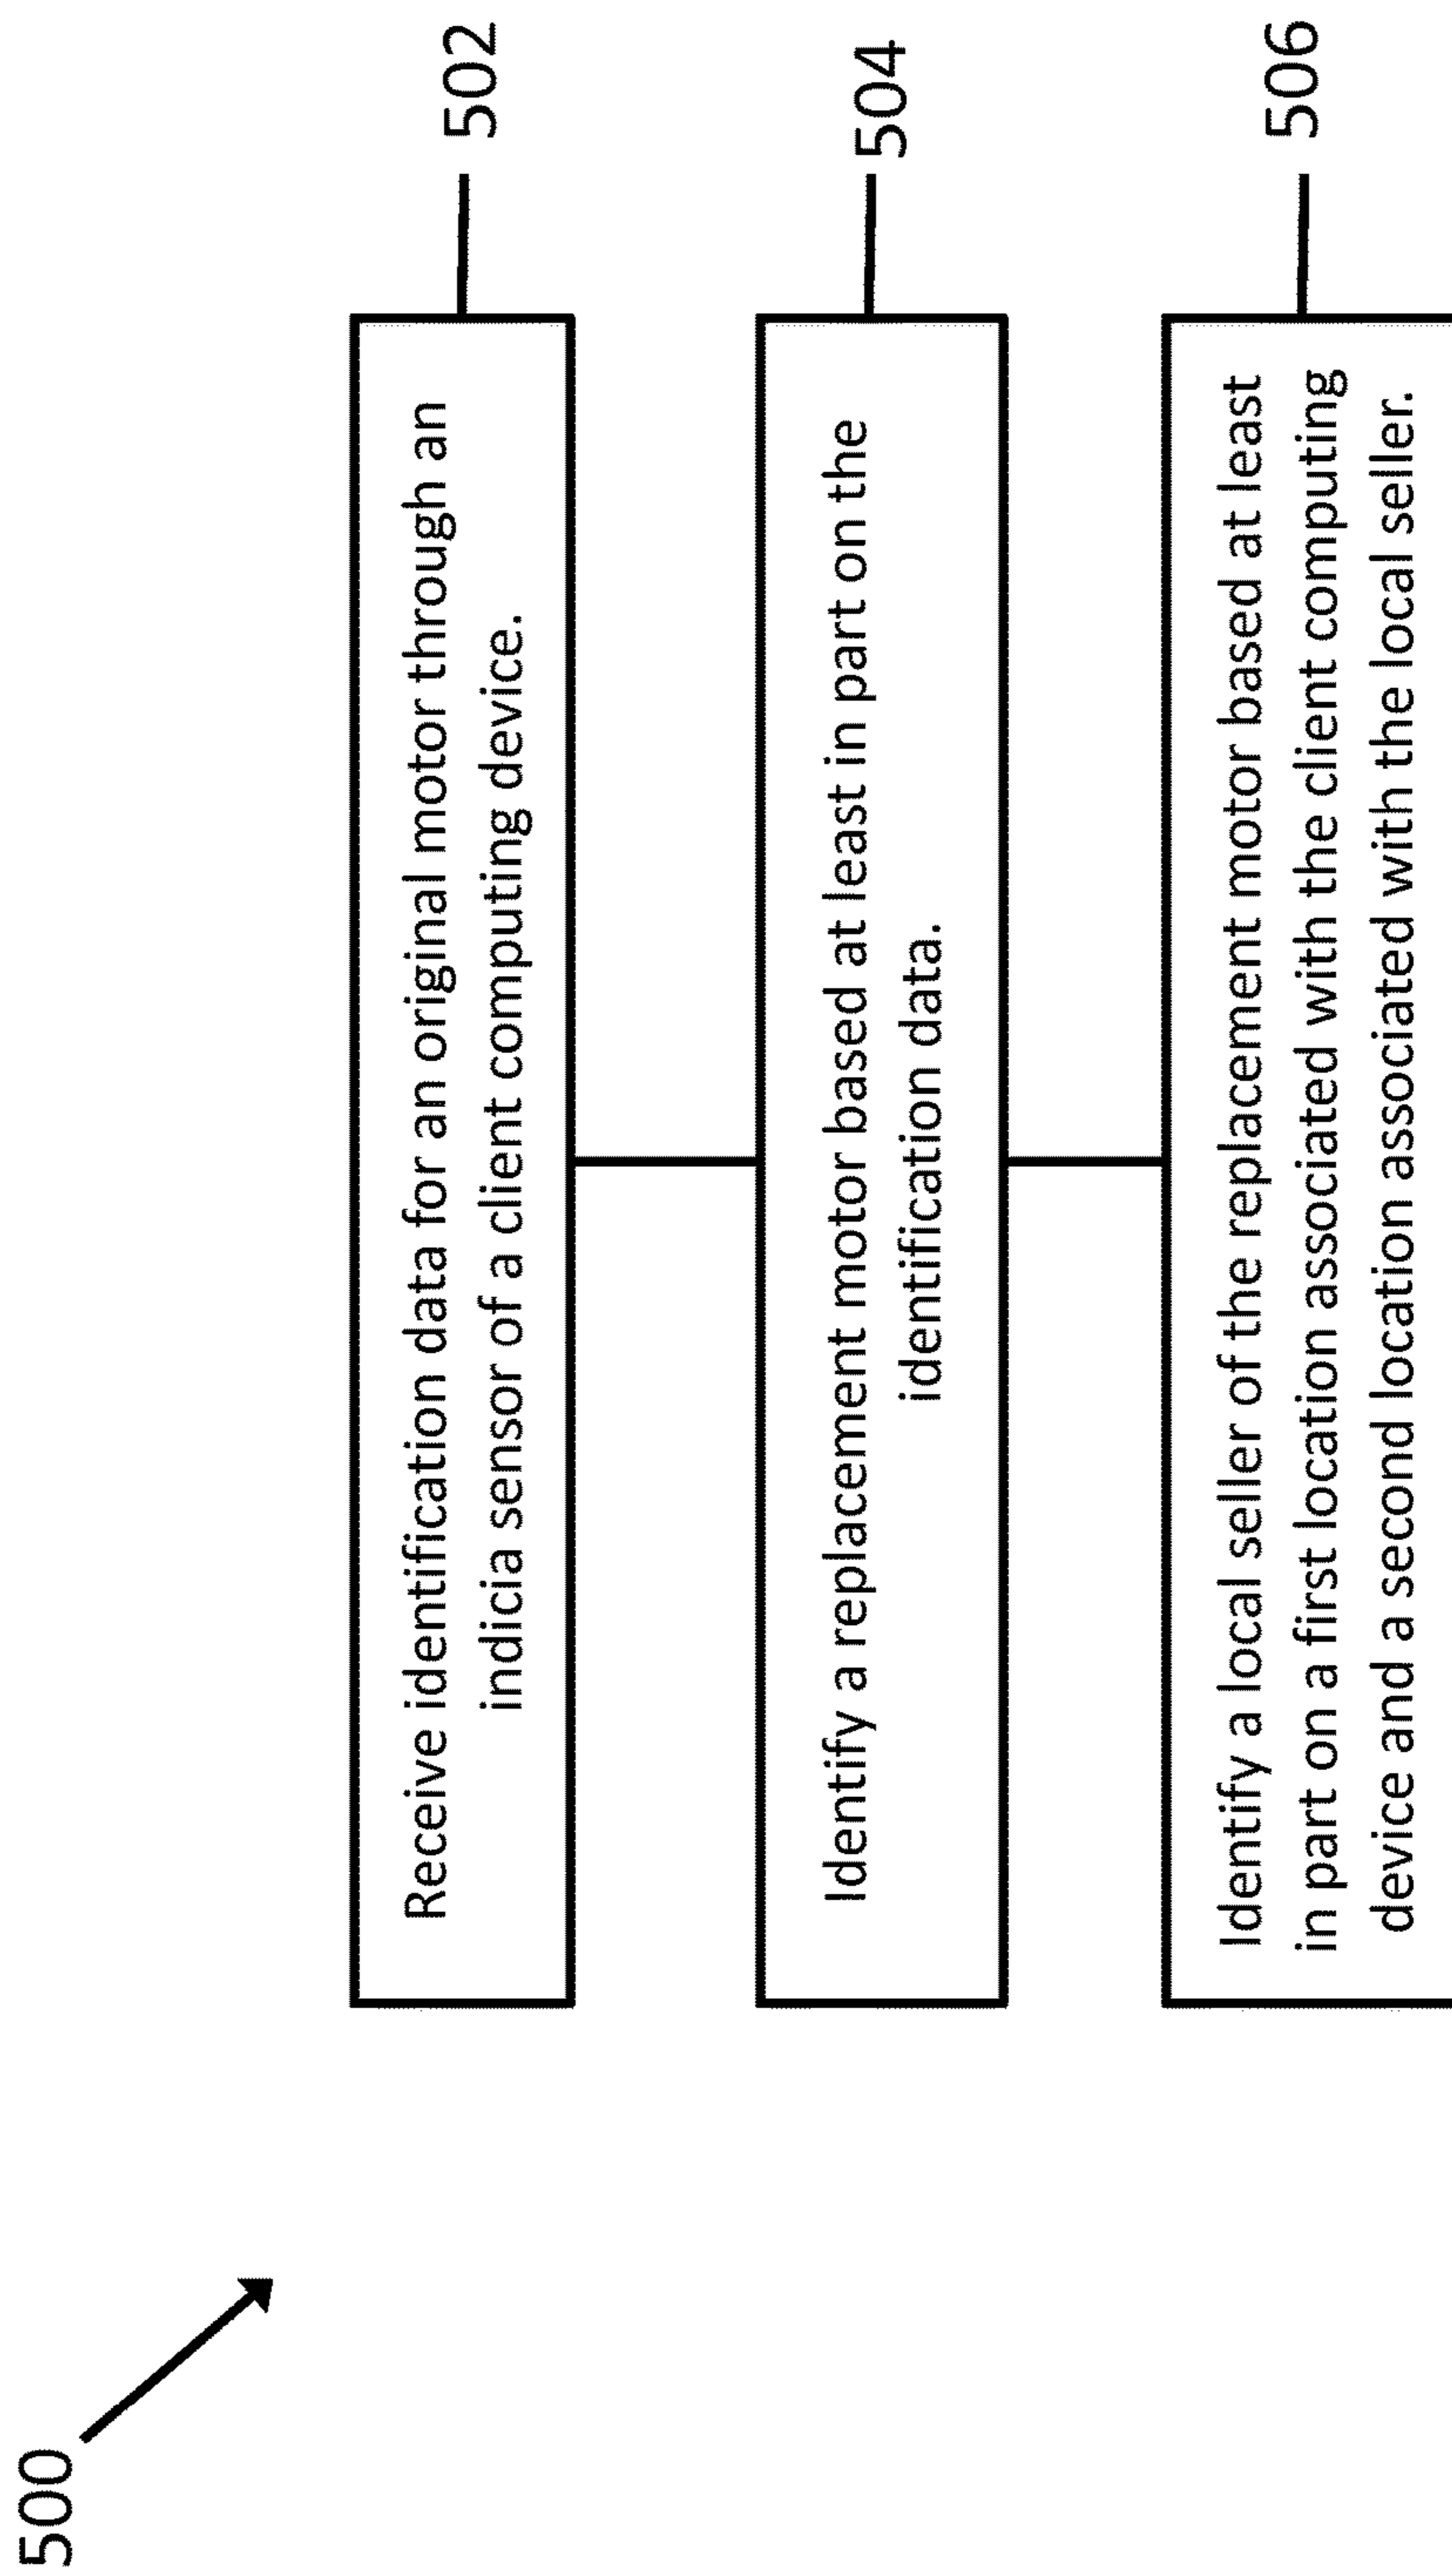 500
Receive identification data for an original motor through an
indicia sensor of a client computing device.
502
Identify a replacement motor based at least in part on the
identification data.
504
Identify a local seller of the replacement motor based at least
in part on a first location associated with the client computing
device and a second location associated with the local seller.
506